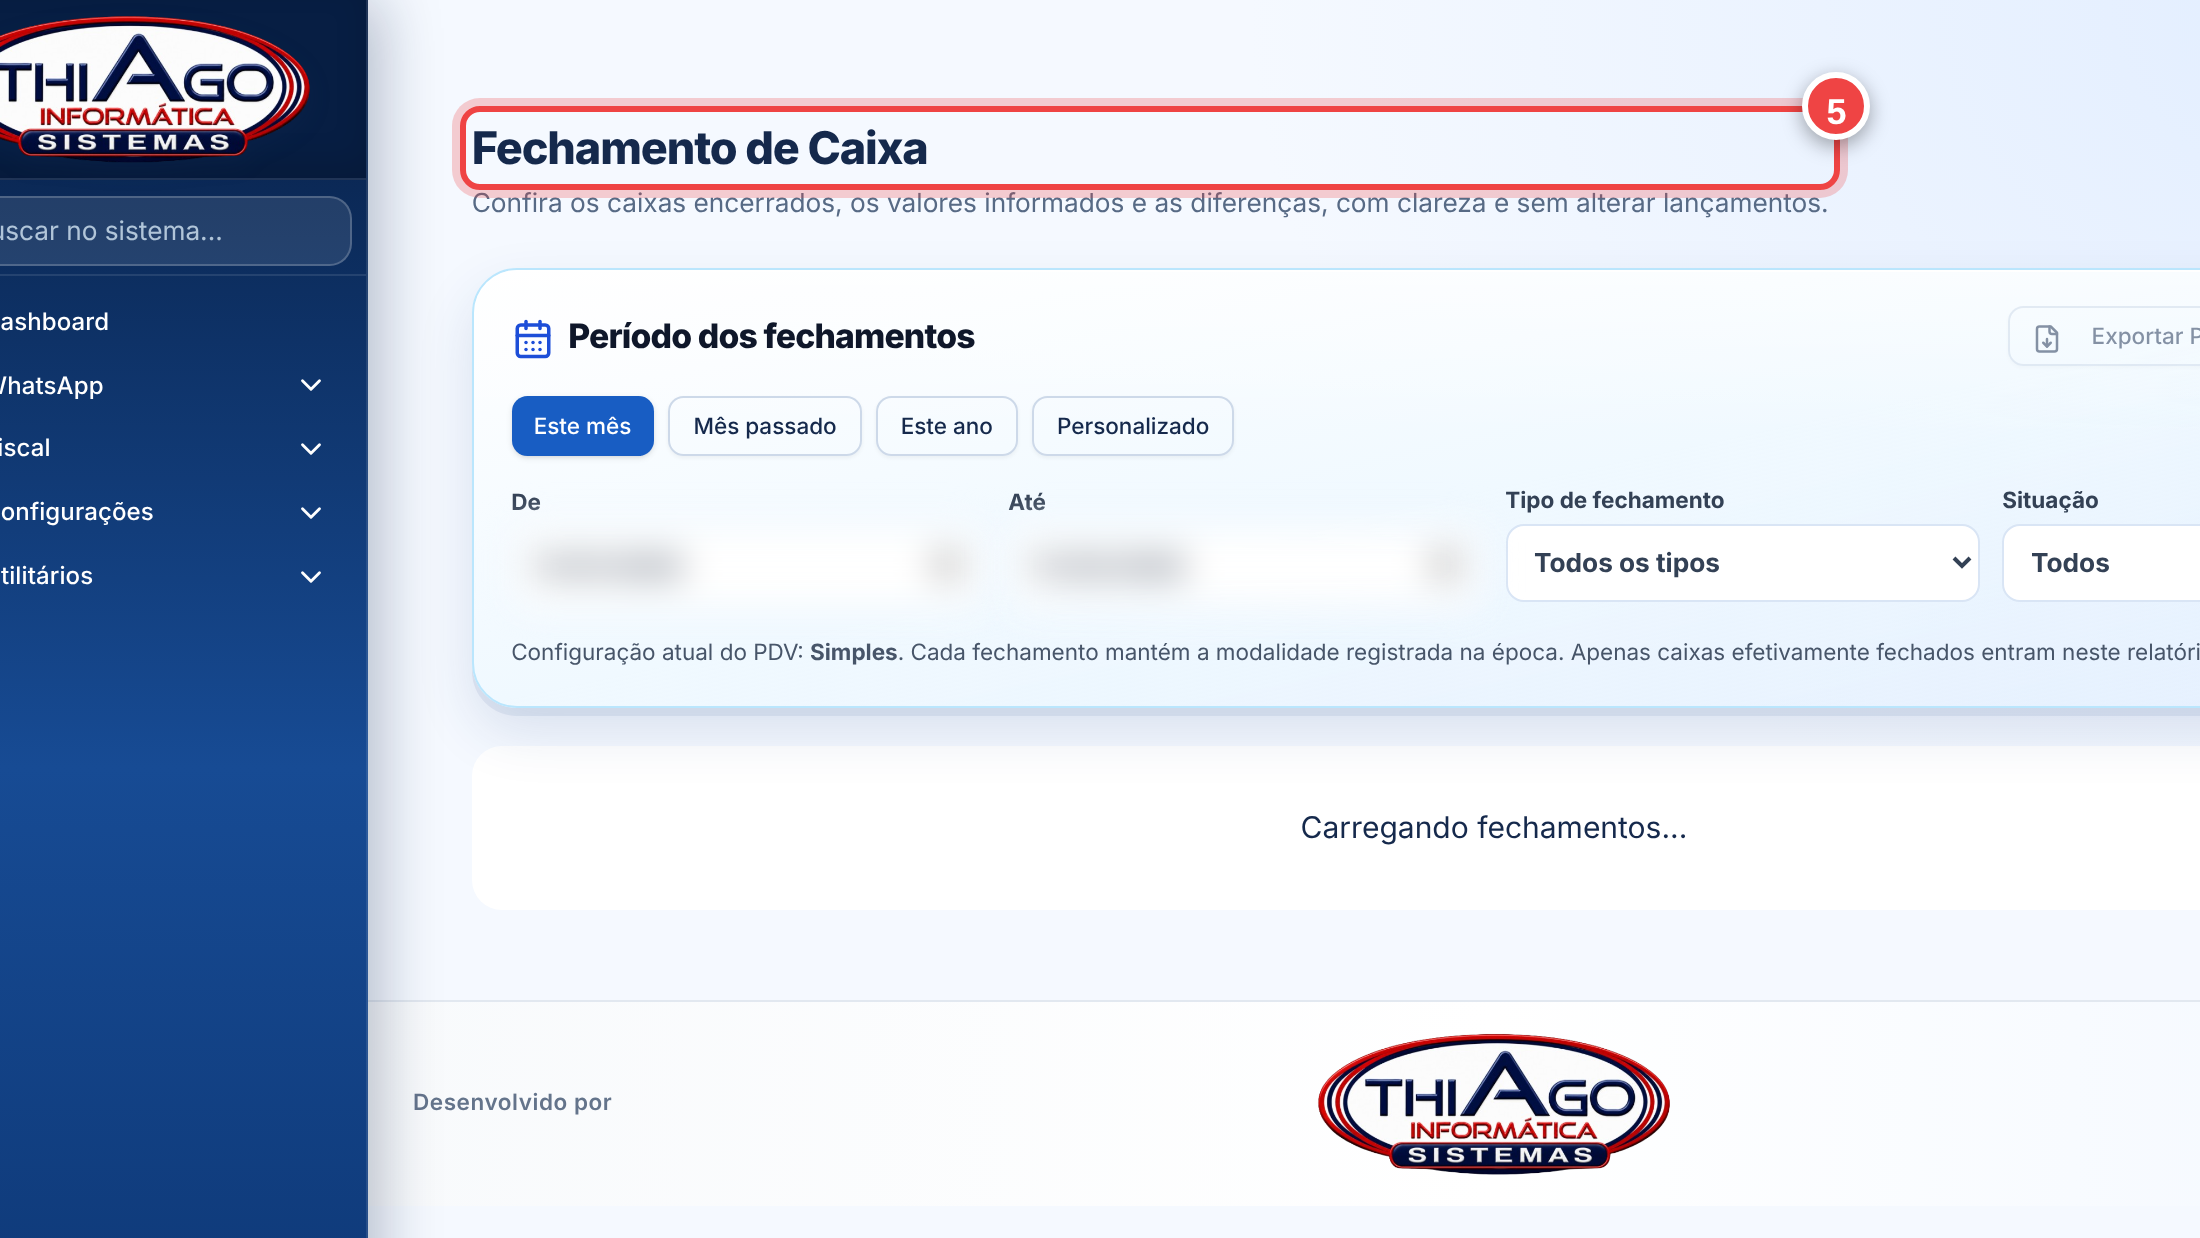 THIAGO
INFORMÁTICA
SISTEMAS
uscar no sistema...
ashboard
hatsApp
iscal
onfigurações
tilitários
5
Fechamento de Caixa
Confira os caixas encerrados, os valores informados e as diferenças, com clareza e sem alterar lançamentos.
Período dos fechamentos
Exportar P
Este mês
Mês passado
Este ano
Personalizado
De
Até
Tipo de fechamento
Situação
Todos os tipos
Todos
Configuração atual do PDV: Simples. Cada fechamento mantém a modalidade registrada na época. Apenas caixas efetivamente fechados entram neste relatóri
Carregando fechamentos...
Desenvolvido por
THIAGO
INFORMÁTICA
SISTEMAS